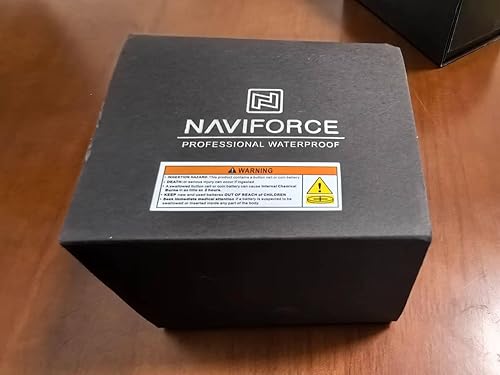 NAVIFORCE
PROFESSIONAL WATERPROOF
WARNING
• INGESTION HAZARD: This product contains a button cell or coin battery
• DEATH or serious injury can occur if ingested.
• A swallowed button cell or coin battery can cause Internal Chemical
Burns in as little as 2 hours.
• KEEP new and used batteries OUT OF REACH of CHILDREN
• Seek immediate medical attention if a battery is suspected to be
swallowed or inserted inside any part of the body.